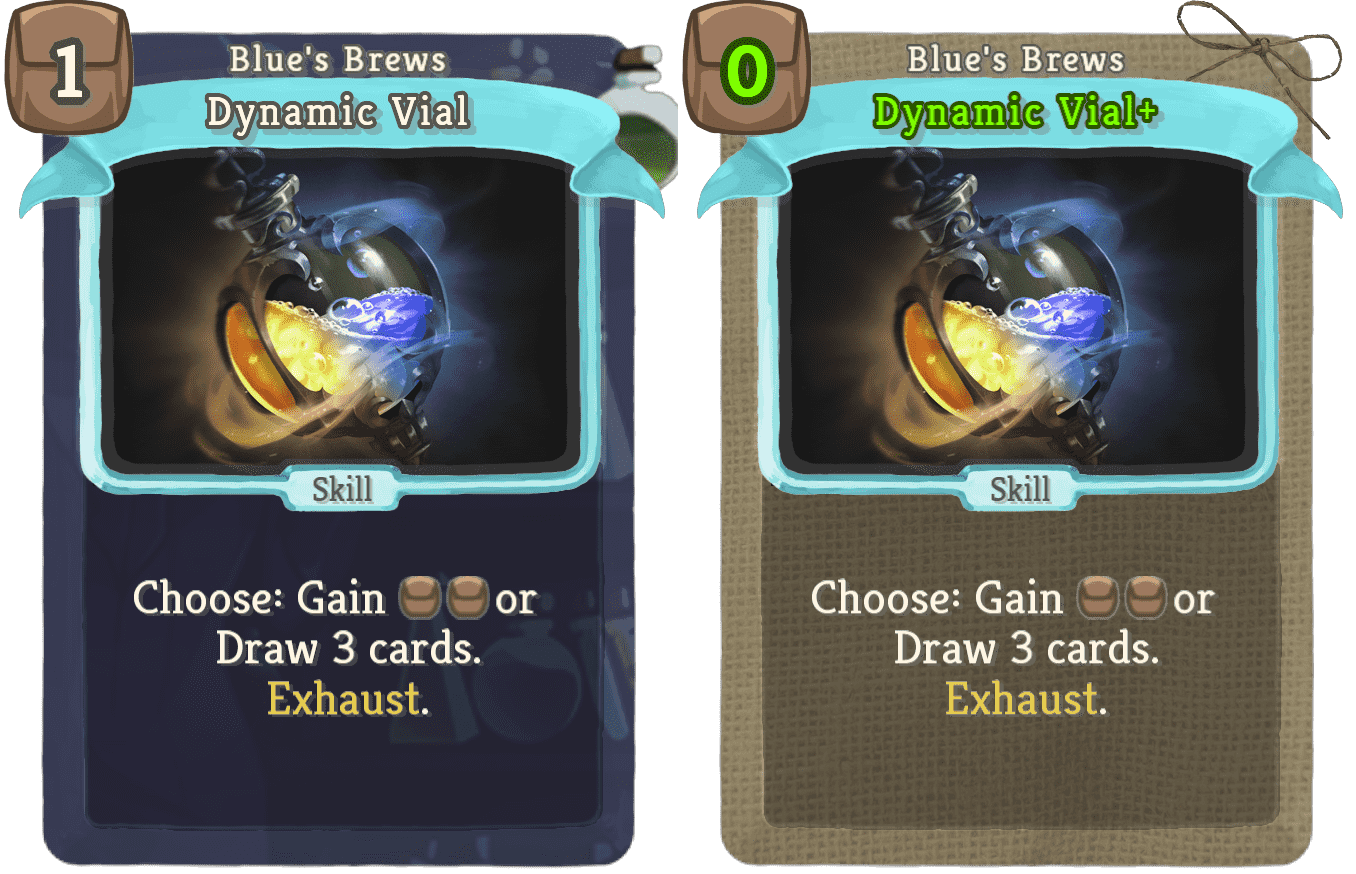 1
Blue's Brews
Dynamic Vial
Skill
Choose: Gain or
Draw 3 cards.
Exhaust.
0
Blue's Brews
Dynamic Vial+
Skill
Choose: Gain or
Draw 3 cards.
Exhaust.